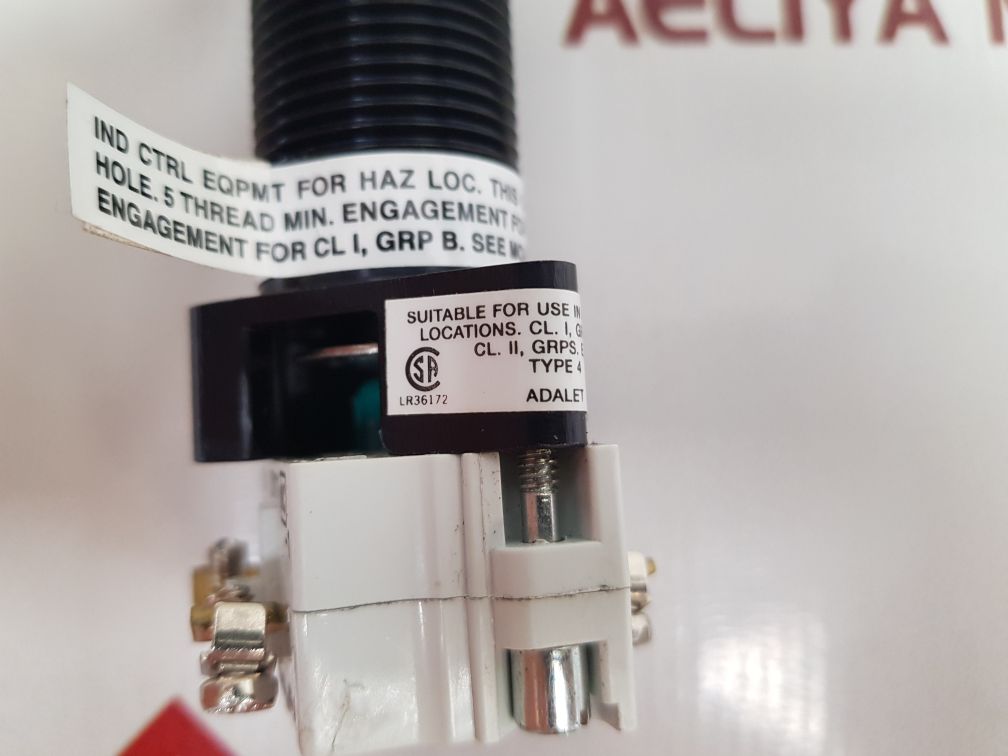 AELIYA
IND CTRL EQPMT FOR HAZ LOC. THIS
HOLE. 5 THREAD MIN. ENGAGEMENT
ENGAGEMENT FOR CL I, GRP B. SEE
SUITABLE FOR USE IN
LOCATIONS. CL. I,
CL. II, GRPS.
TYPE 4
LR36172
ADALET